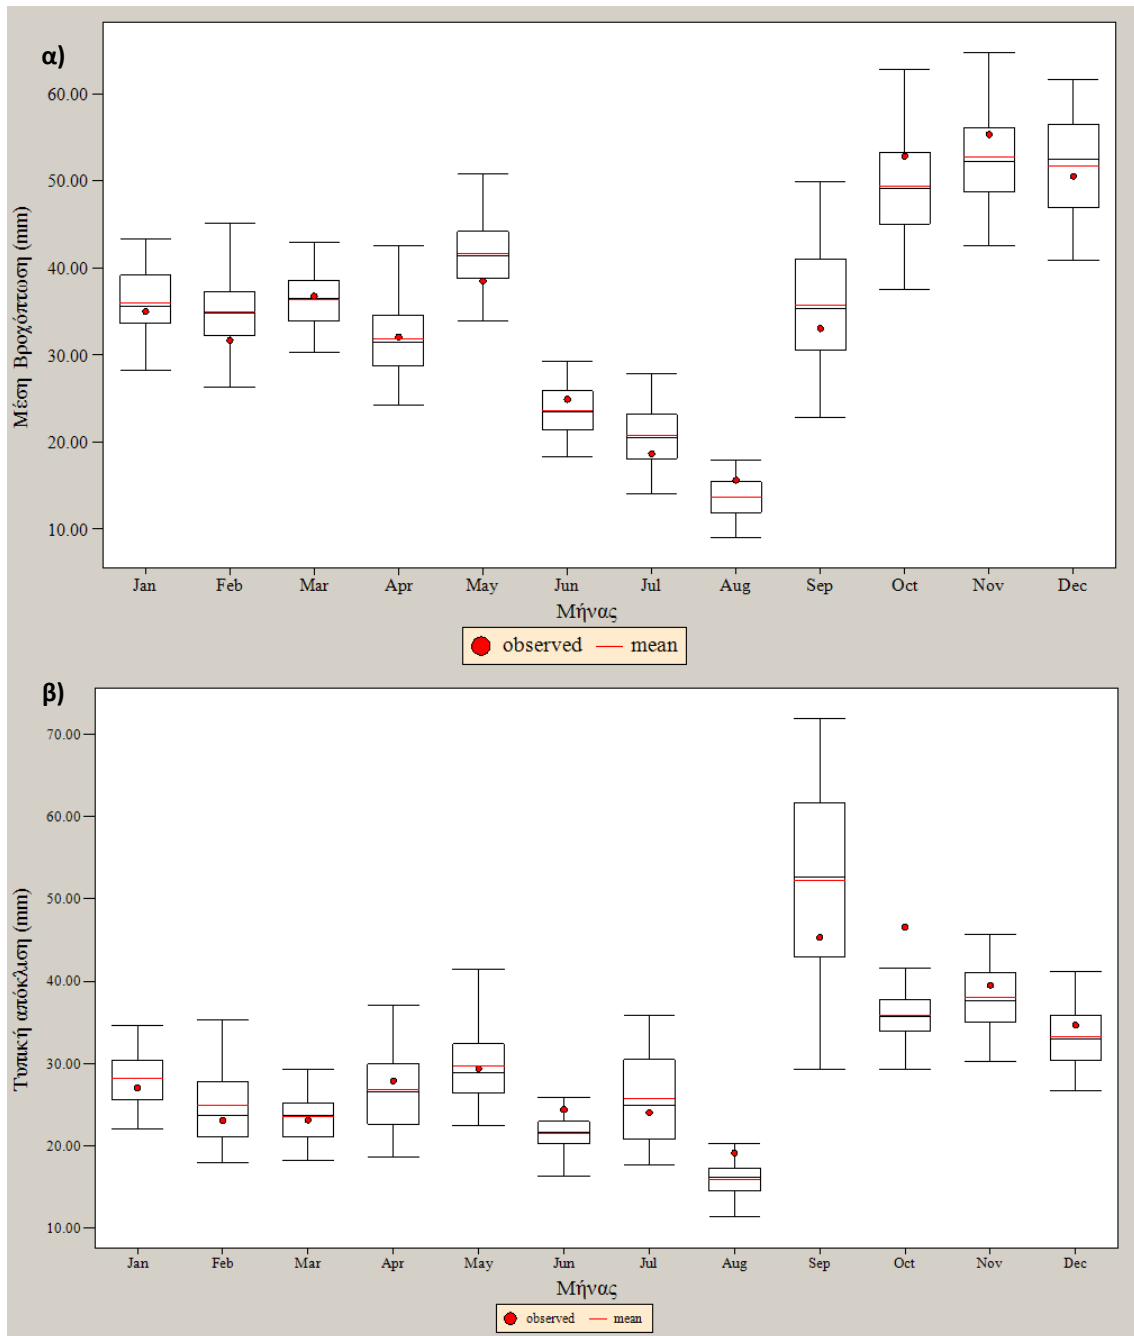 α)
Μέση Βροχόπτωση (mm)
60.00
50.00
40.00
30.00
20.00
10.00
Jan Feb Mar Apr May Jun Jul Aug Sep Oct Nov Dec
Μήνας
observed mean
β)
Τυπική απόκλιση (mm)
70.00
60.00
50.00
40.00
30.00
20.00
10.00
Jan Feb Mar Apr May Jun Jul Aug Sep Oct Nov Dec
Μήνας
observed mean